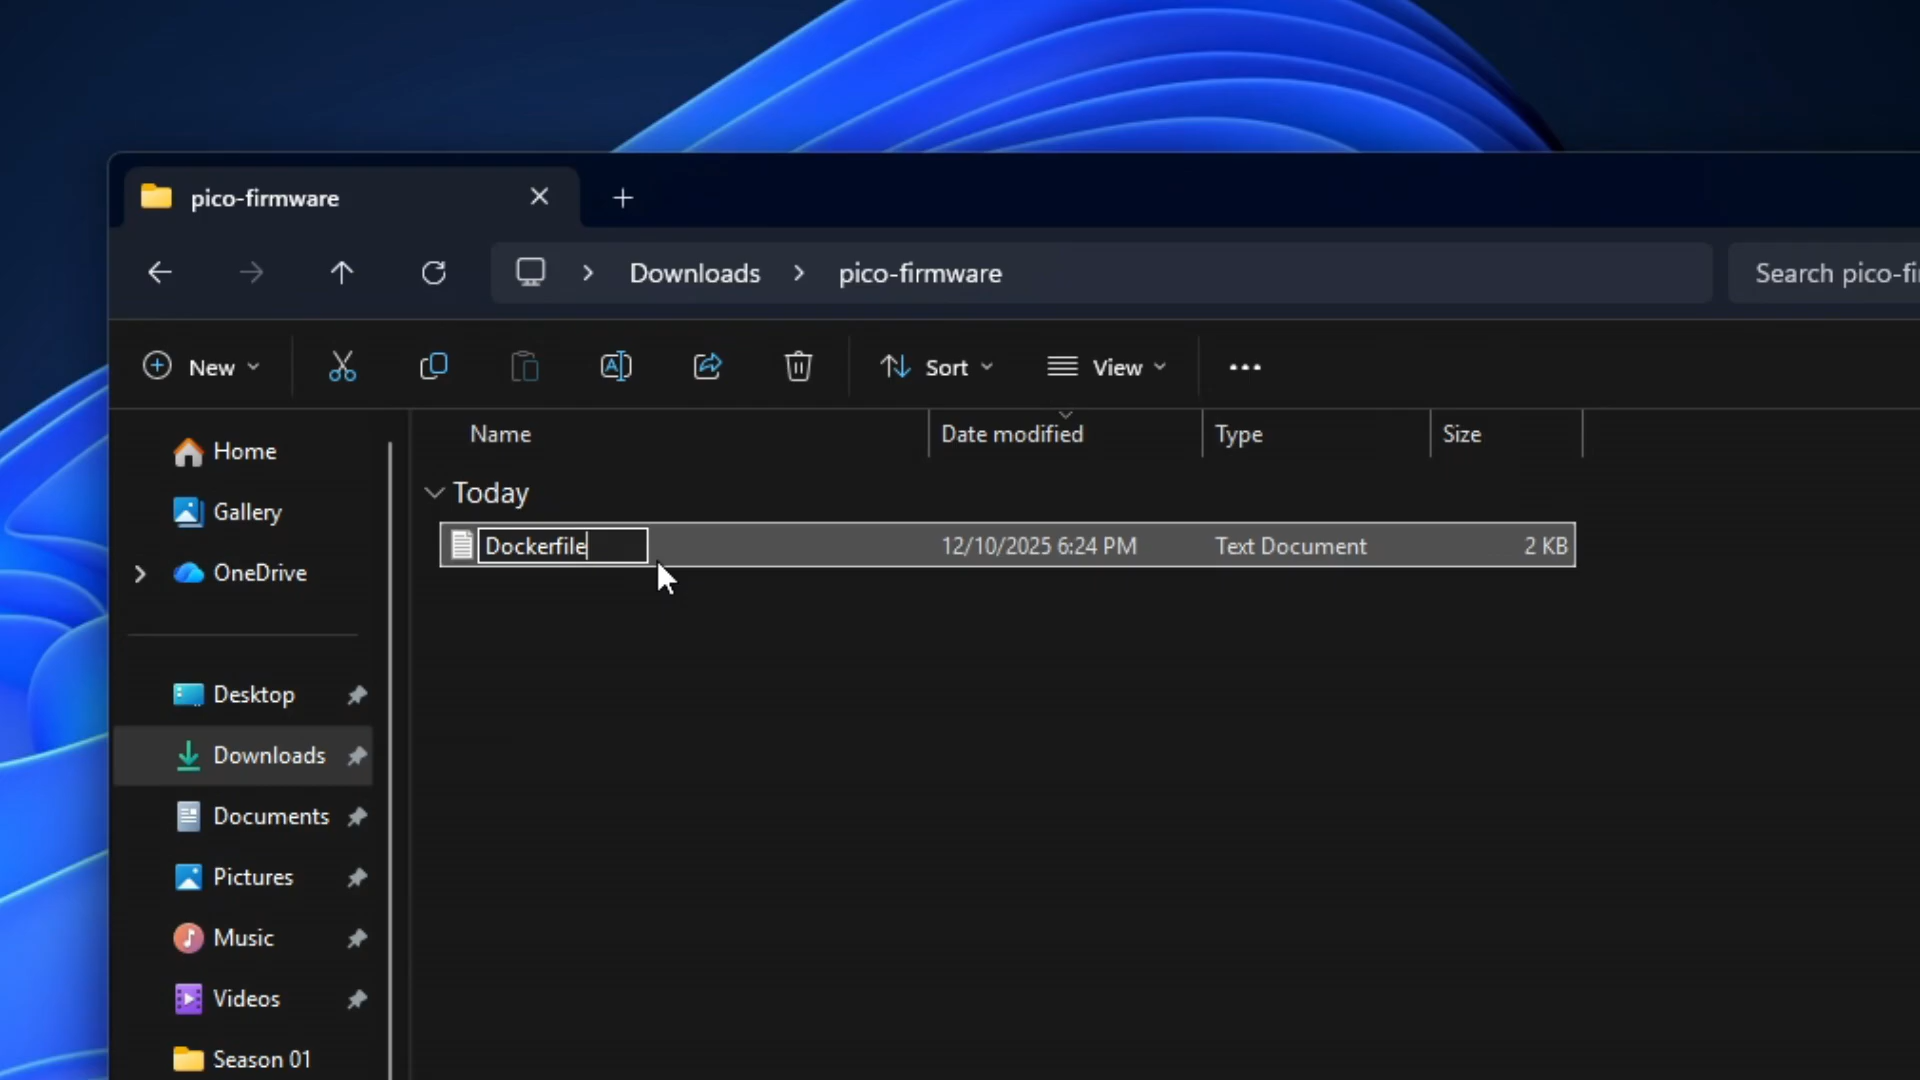 pico-firmware
Downloads > pico-firmware
Search pico-fi
New
Sort
View
Name
Date modified
Type
Size
Today
Dockerfile
12/10/2025 6:24 PM
Text Document
2 KB
Home
Gallery
OneDrive
Desktop
Downloads
Documents
Pictures
Music
Videos
Season 01